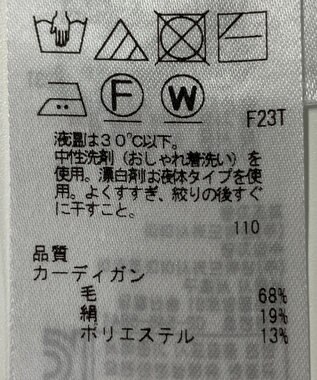 F W
F23T
液温は30℃以下。
中性洗剤（おしゃれ着洗い）を
使用。漂白剤は液体タイプを使
用。よくすすぎ、絞りの後すぐ
に干すこと。
110
品質
カーディガン
毛 68%
絹 19%
ポリエステル 13%